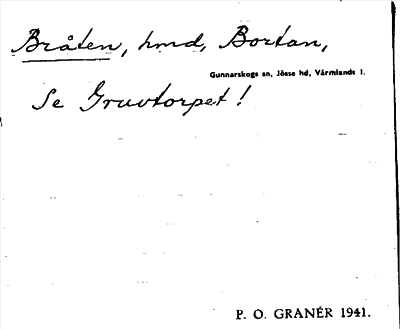 Bråten, hmd, Bortan,
Gunnarskogs sn, Jösse hd, Värmlands l.
Se Gruvtorpet!
P. O. GRANÉR 1941.